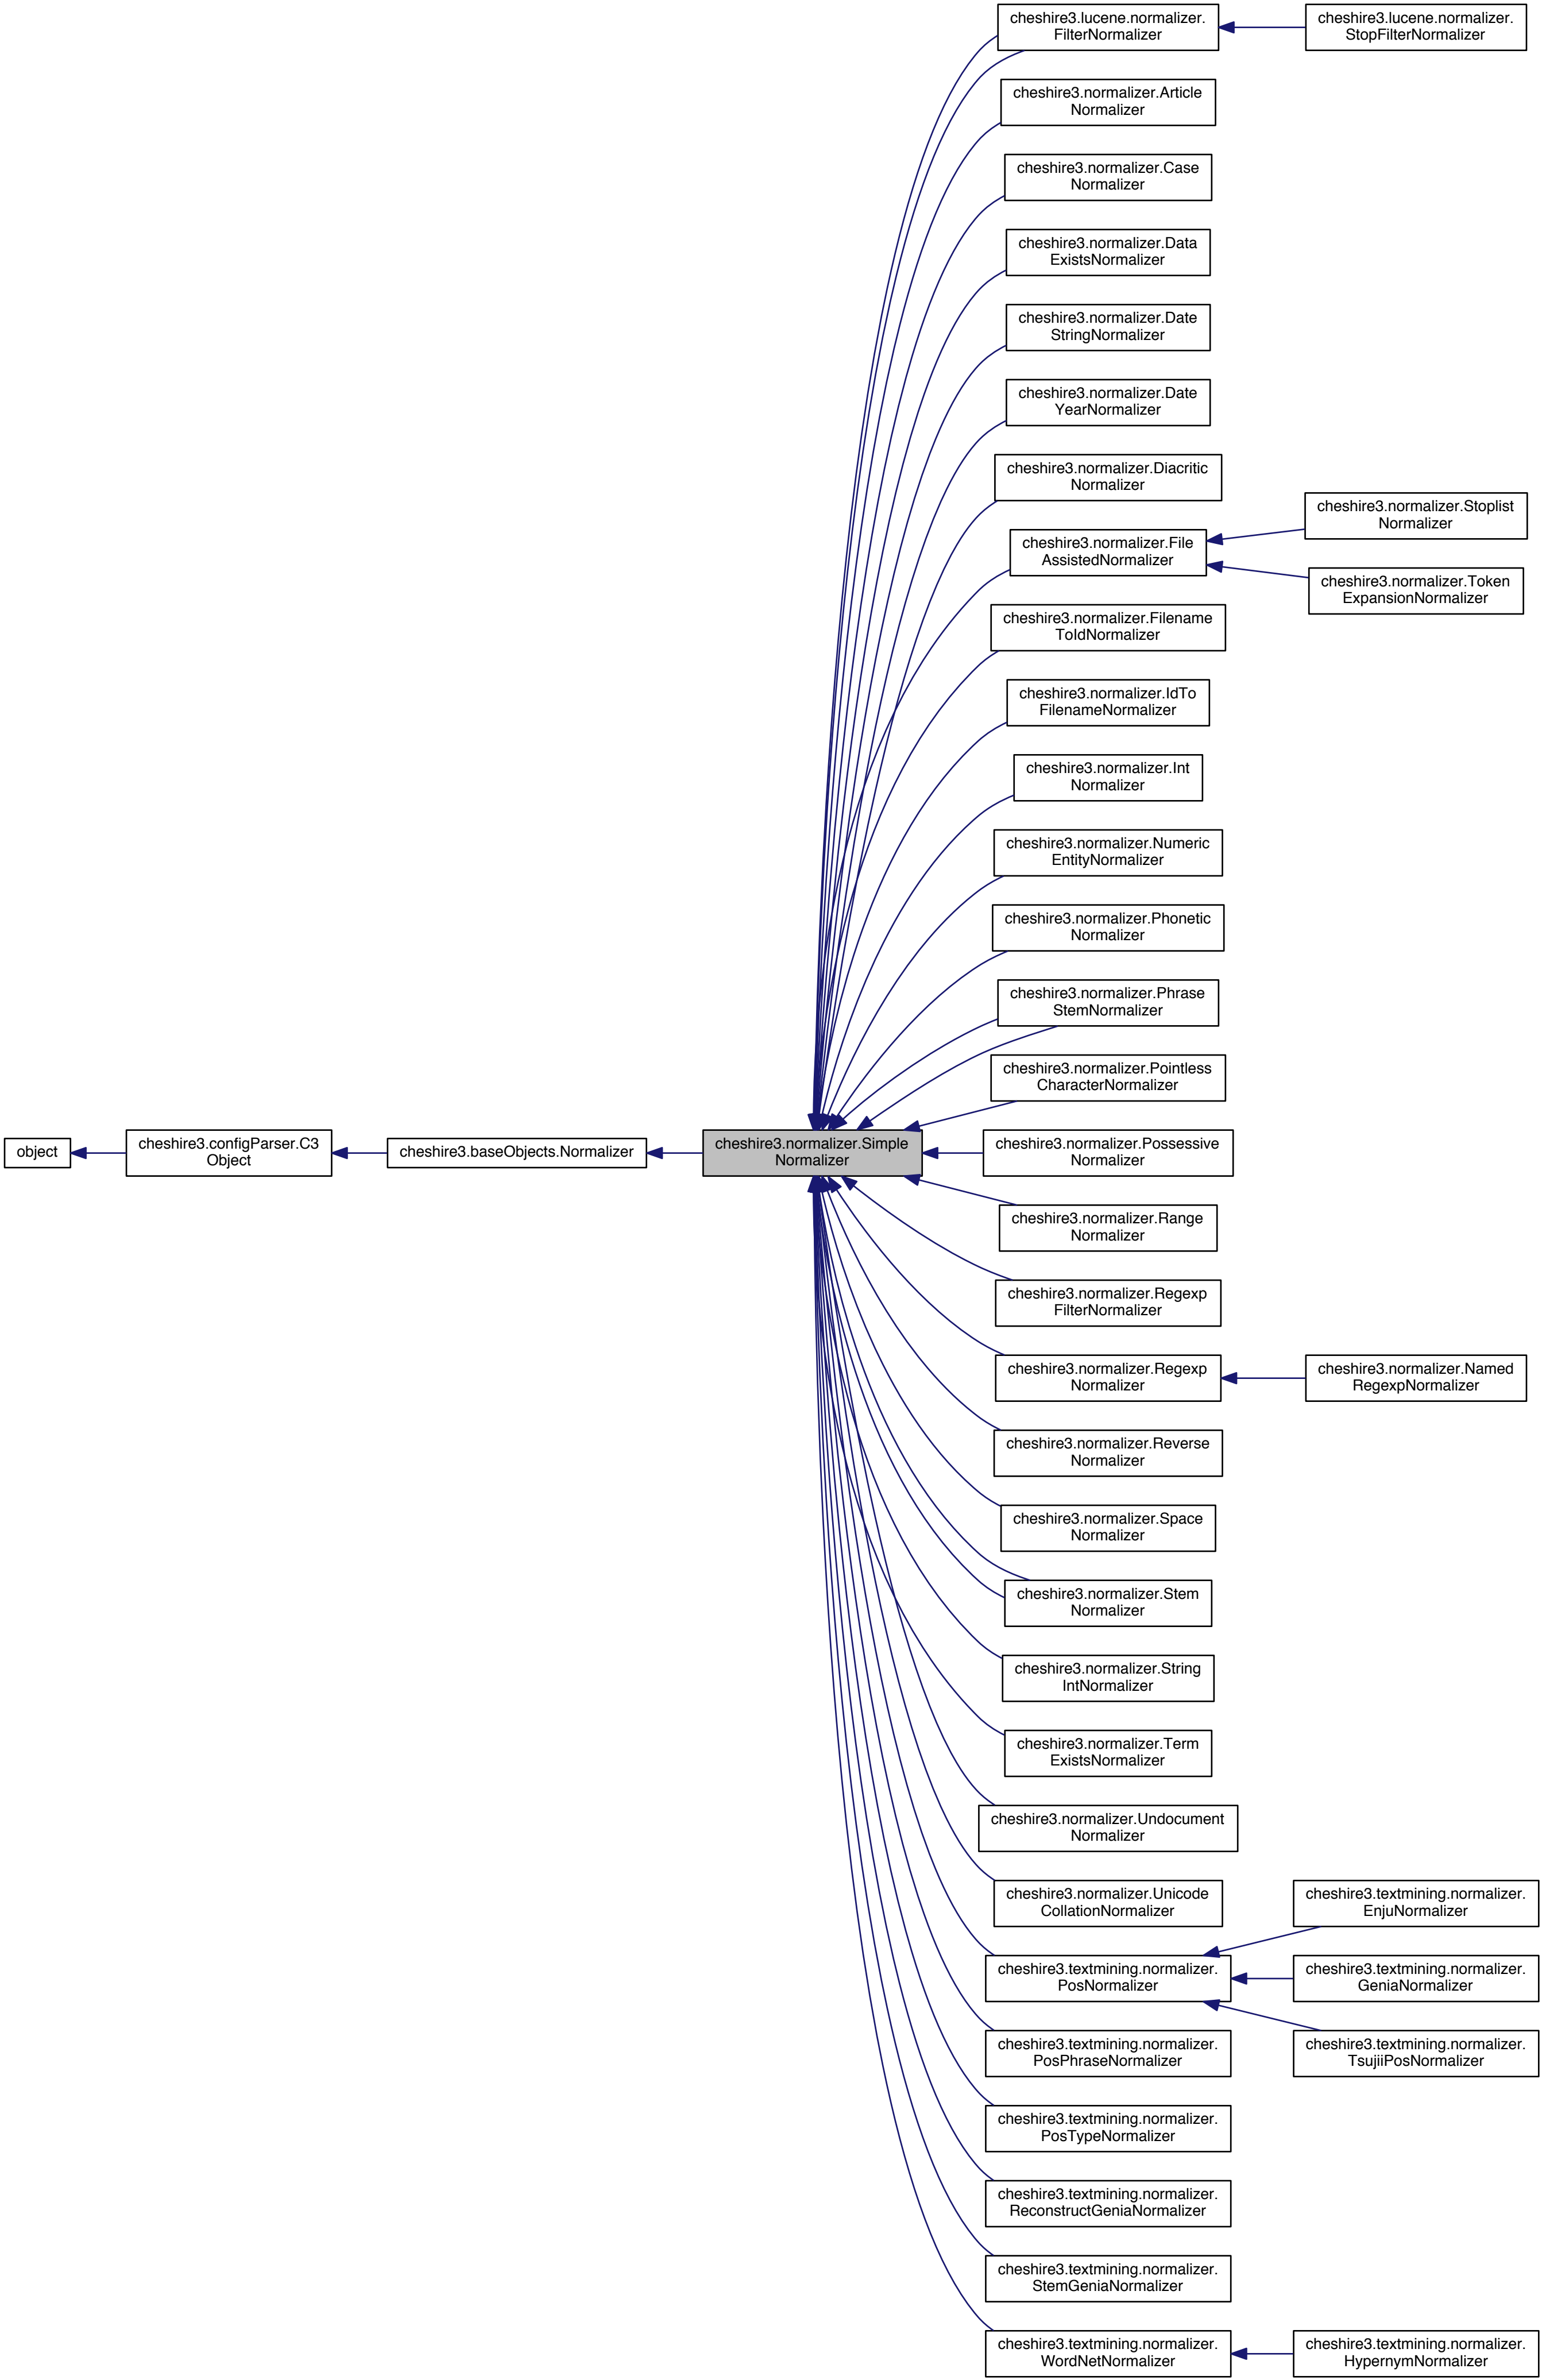 object
cheshire3.configParser.C3
Object
cheshire3.baseObjects.Normalizer
cheshire3.normalizer.Simple
Normalizer
cheshire3.lucene.normalizer.
FilterNormalizer
cheshire3.lucene.normalizer.
StopFilterNormalizer
cheshire3.normalizer.Article
Normalizer
cheshire3.normalizer.Case
Normalizer
cheshire3.normalizer.Data
ExistsNormalizer
cheshire3.normalizer.Date
StringNormalizer
cheshire3.normalizer.Date
YearNormalizer
cheshire3.normalizer.Diacritic
Normalizer
cheshire3.normalizer.File
AssistedNormalizer
cheshire3.normalizer.Stoplist
Normalizer
cheshire3.normalizer.Token
ExpansionNormalizer
cheshire3.normalizer.Filename
ToIdNormalizer
cheshire3.normalizer.IdTo
FilenameNormalizer
cheshire3.normalizer.Int
Normalizer
cheshire3.normalizer.Numeric
EntityNormalizer
cheshire3.normalizer.Phonetic
Normalizer
cheshire3.normalizer.Phrase
StemNormalizer
cheshire3.normalizer.Pointless
CharacterNormalizer
cheshire3.normalizer.Possessive
Normalizer
cheshire3.normalizer.Range
Normalizer
cheshire3.normalizer.Regexp
FilterNormalizer
cheshire3.normalizer.Regexp
Normalizer
cheshire3.normalizer.Named
RegexpNormalizer
cheshire3.normalizer.Reverse
Normalizer
cheshire3.normalizer.Space
Normalizer
cheshire3.normalizer.Stem
Normalizer
cheshire3.normalizer.String
IntNormalizer
cheshire3.normalizer.Term
ExistsNormalizer
cheshire3.normalizer.Undocument
Normalizer
cheshire3.normalizer.Unicode
CollationNormalizer
cheshire3.textmining.normalizer.
PosNormalizer
cheshire3.textmining.normalizer.
EnjuNormalizer
cheshire3.textmining.normalizer.
GeniaNormalizer
cheshire3.textmining.normalizer.
TsujiiPosNormalizer
cheshire3.textmining.normalizer.
PosPhraseNormalizer
cheshire3.textmining.normalizer.
PosTypeNormalizer
cheshire3.textmining.normalizer.
ReconstructGeniaNormalizer
cheshire3.textmining.normalizer.
StemGeniaNormalizer
cheshire3.textmining.normalizer.
WordNetNormalizer
cheshire3.textmining.normalizer.
HypernymNormalizer